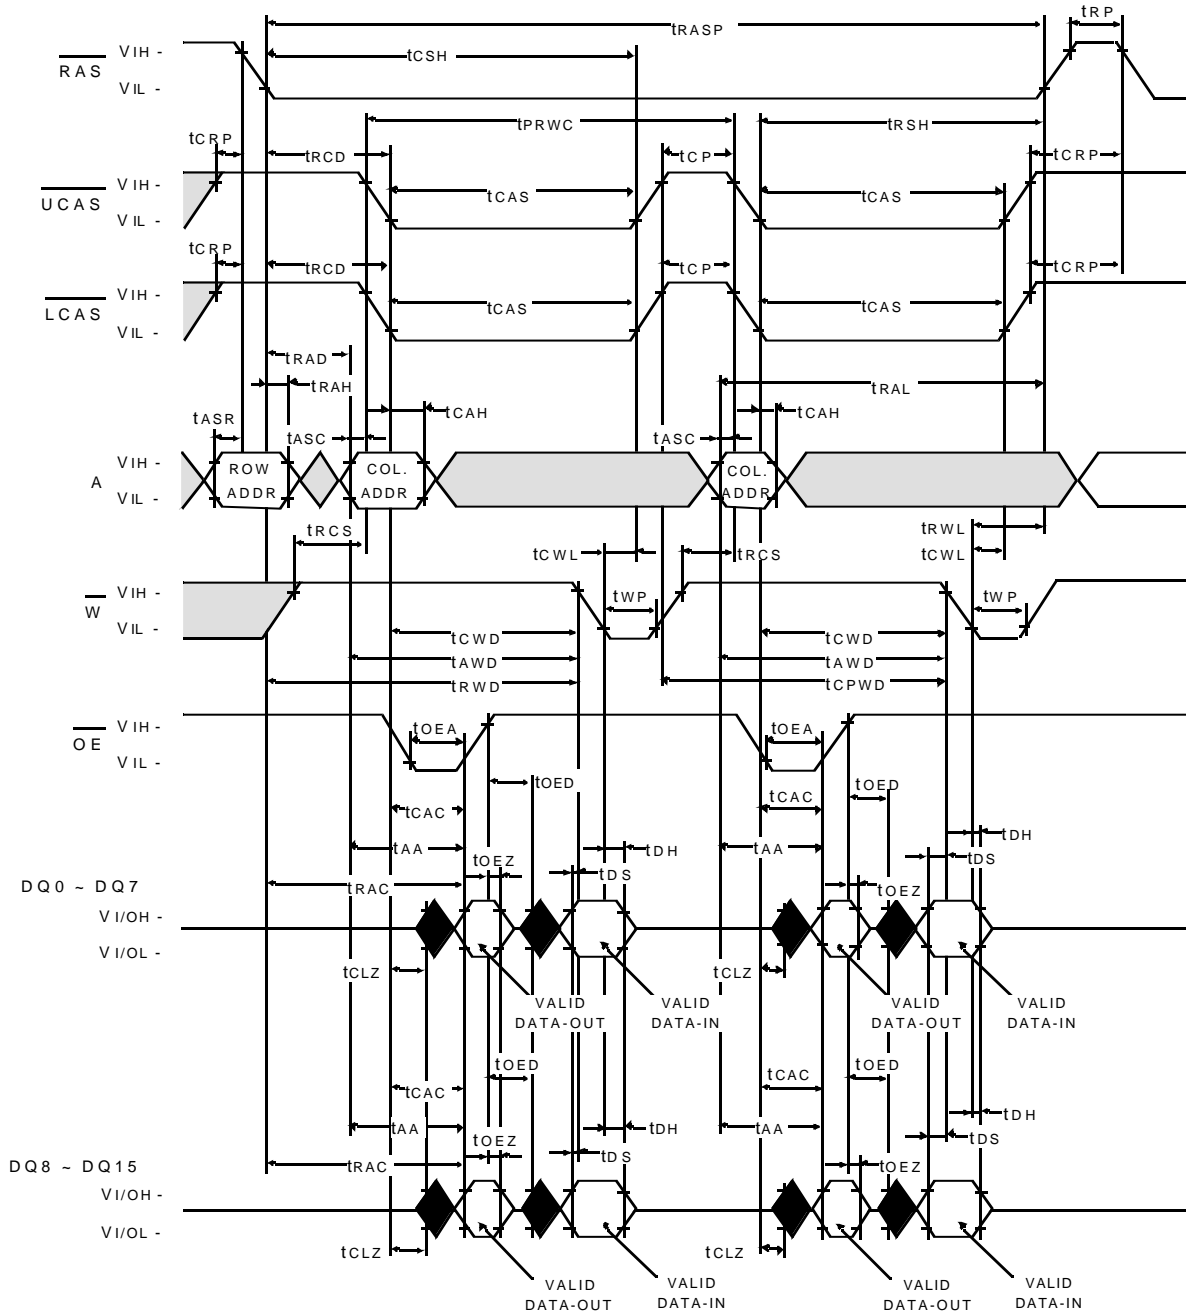 tRP
tRASP
tCSH
RAS
VIH -
VIL -
tPRWC
tRSH
tCRP
tRCD
tCP
tCRP
UCAS
VIH -
VIL -
tCAS
tCAS
tCRP
tRCD
tCP
tCRP
LCAS
VIH -
VIL -
tCAS
tCAS
tRAD
tRAH
tRAL
tASR
tCAH
tCAH
tASC
tASC
A
VIH -
VIL -
ROW
ADDR
COL.
ADDR
COL.
ADDR
tRCS
tCWL
tRCS
tRWL
tCWL
W
VIH -
VIL -
tWP
tWP
tCWD
tCWD
tAWD
tAWD
tRWD
tCPWD
OE
VIH -
VIL -
tOEA
tOEA
tOED
tOED
tCAC
tCAC
tAA
tDH
tAA
tDH
tOEZ
tDS
tDS
tRAC
tOEZ
DQ0 ~ DQ7
VI/OH -
VI/OL -
tCLZ
tCLZ
VALID
DATA-OUT
VALID
DATA-IN
VALID
DATA-OUT
VALID
DATA-IN
tOED
tOED
tCAC
tCAC
tAA
tDH
tAA
tDH
tOEZ
tDS
tDS
tRAC
tOEZ
DQ8 ~ DQ15
VI/OH -
VI/OL -
tCLZ
tCLZ
VALID
DATA-OUT
VALID
DATA-IN
VALID
DATA-OUT
VALID
DATA-IN